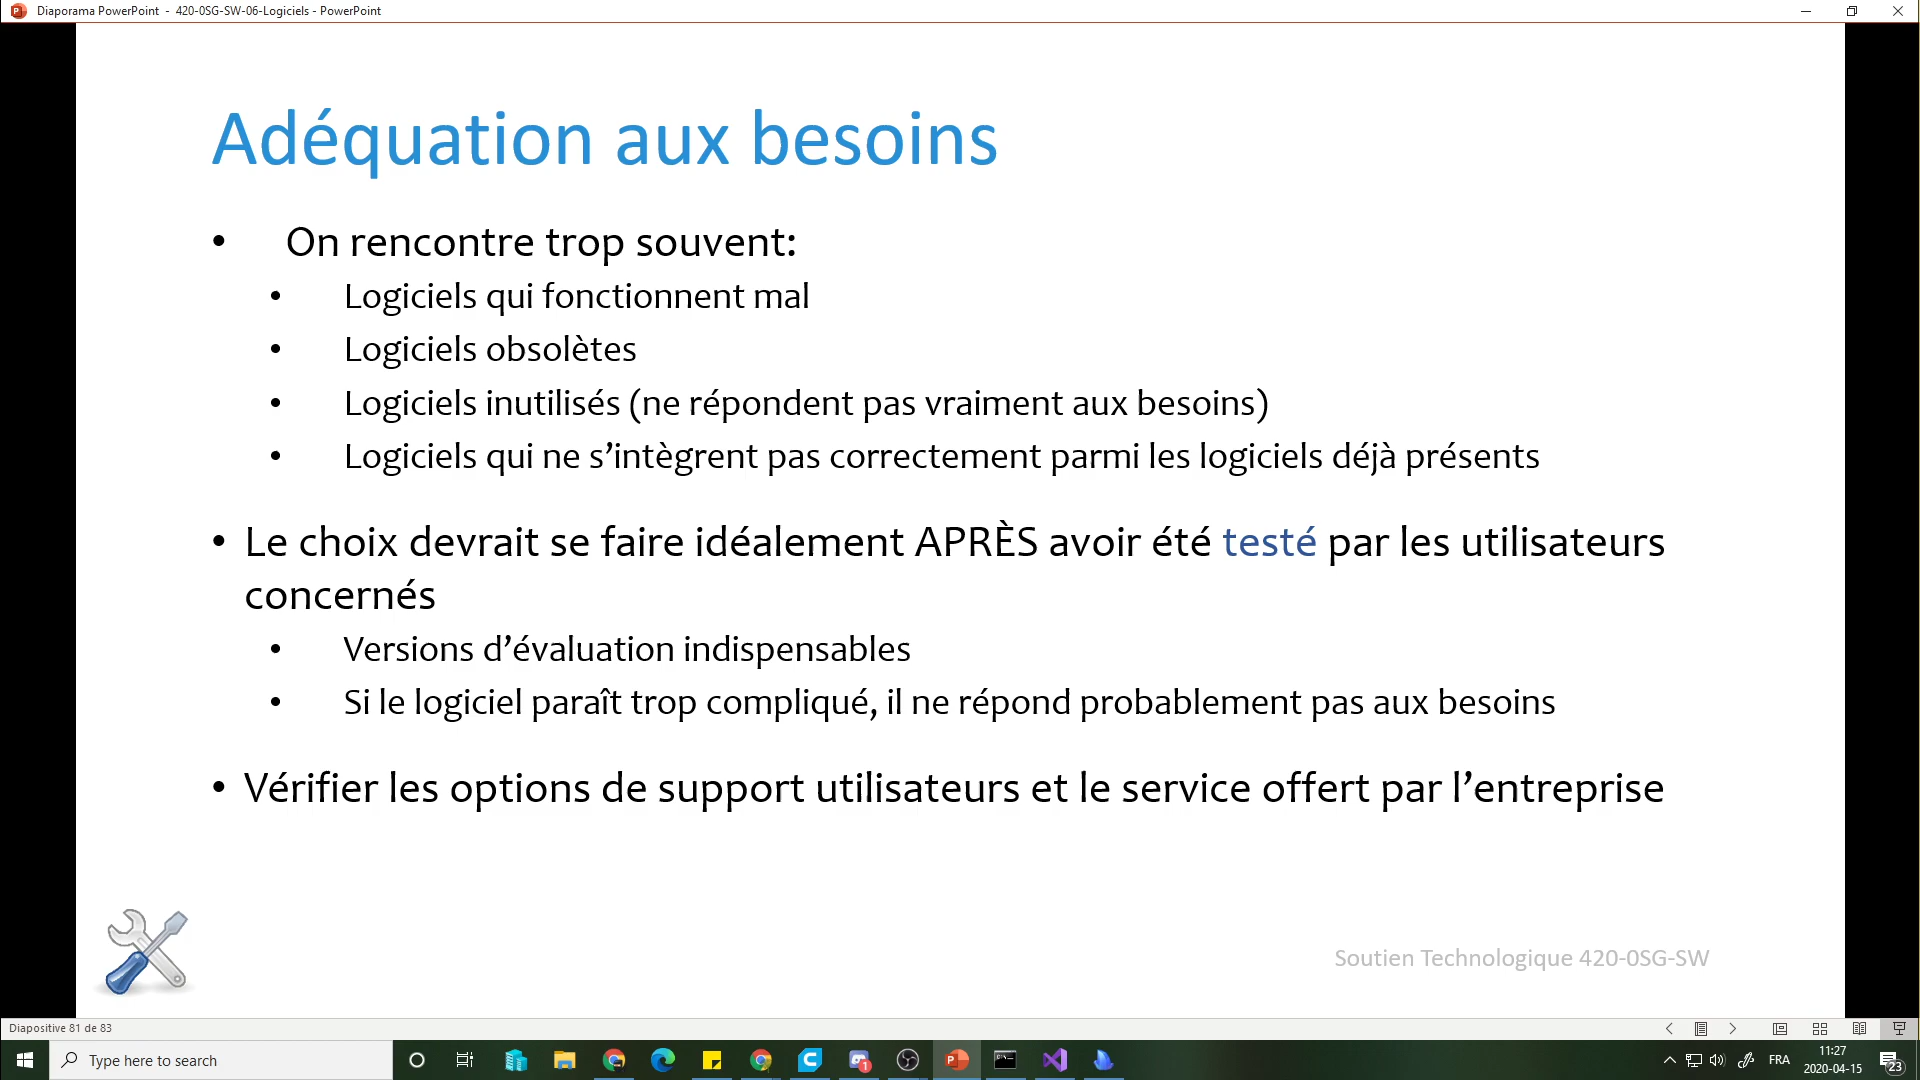 Diaporama PowerPoint - 420-0SG-SW-06-Logiciels - PowerPoint
Adéquation aux besoins
• On rencontre trop souvent:
• Logiciels qui fonctionnent mal
• Logiciels obsolètes
• Logiciels inutilisés (ne répondent pas vraiment aux besoins)
• Logiciels qui ne s’intègrent pas correctement parmi les logiciels déjà présents
• Le choix devrait se faire idéalement APRÈS avoir été testé par les utilisateurs
concernés
• Versions d’évaluation indispensables
• Si le logiciel paraît trop compliqué, il ne répond probablement pas aux besoins
• Vérifier les options de support utilisateurs et le service offert par l’entreprise
Soutien Technologique 420-0SG-SW
Diapositive 81 de 83
Type here to search
FRA
11:27
2020-04-15
23